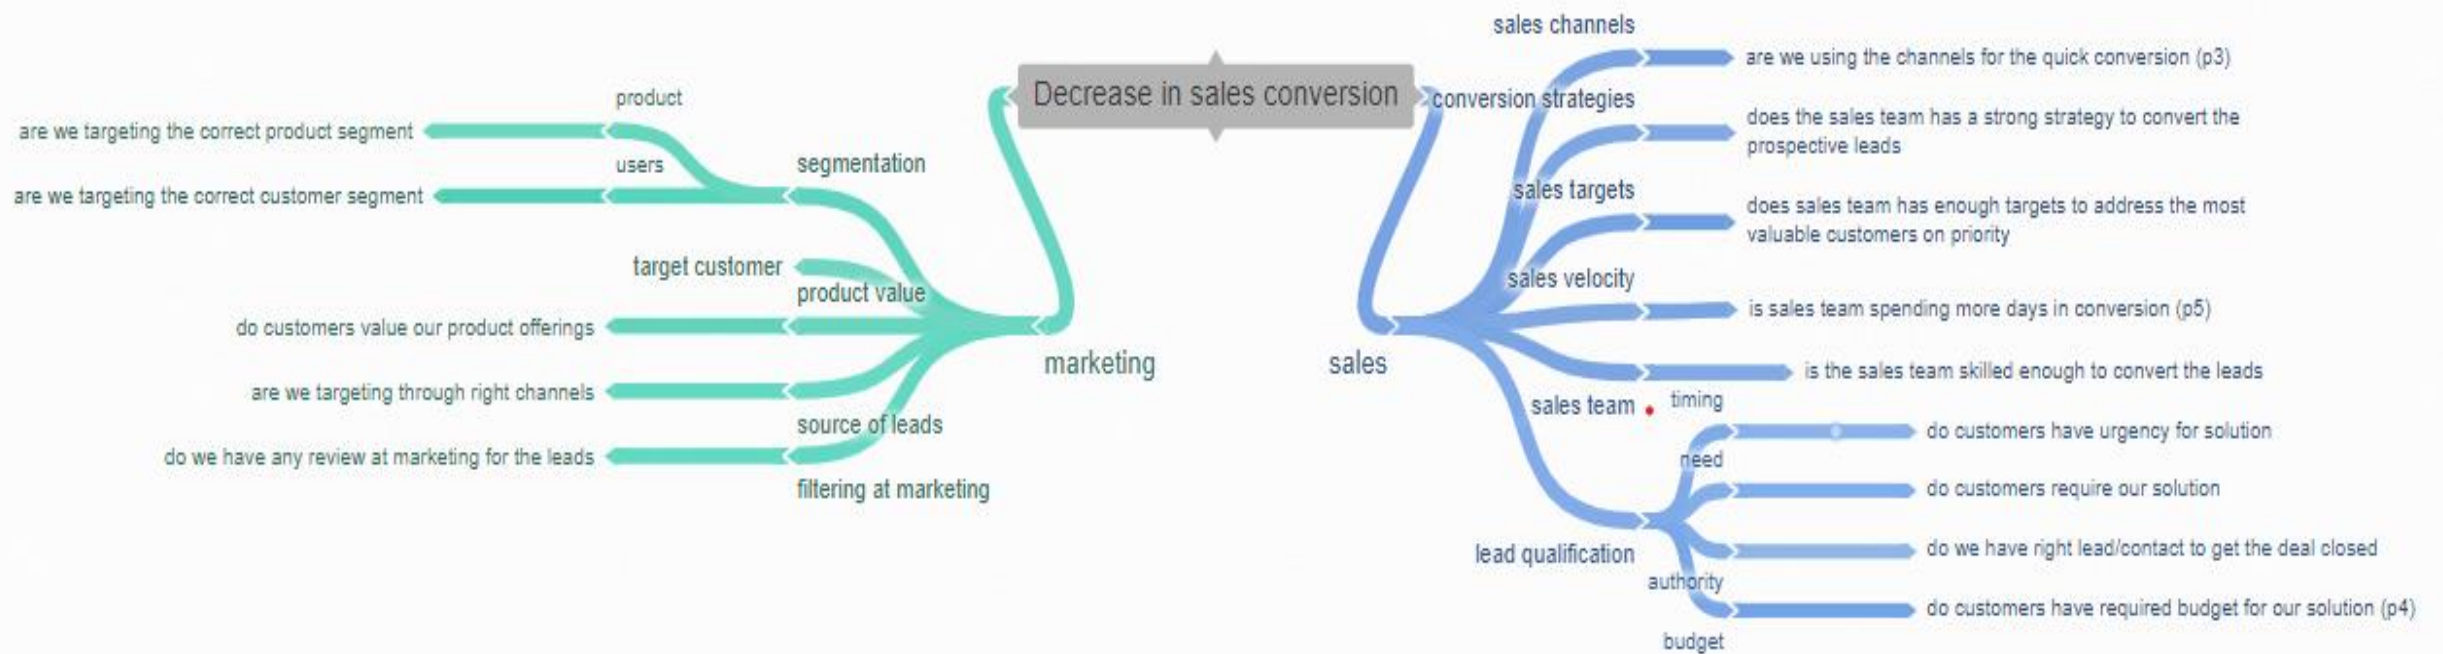 Decrease in sales conversion
marketing
segmentation
product
are we targeting the correct product segment
users
are we targeting the correct customer segment
target customer
product value
do customers value our product offerings
are we targeting through right channels
source of leads
do we have any review at marketing for the leads
filtering at marketing
sales
sales channels
are we using the channels for the quick conversion (p3)
conversion strategies
does the sales team has a strong strategy to convert the
prospective leads
sales targets
does sales team has enough targets to address the most
valuable customers on priority
sales velocity
is sales team spending more days in conversion (p5)
is the sales team skilled enough to convert the leads
sales team
lead qualification
timing
do customers have urgency for solution
need
do customers require our solution
do we have right lead/contact to get the deal closed
authority
do customers have required budget for our solution (p4)
budget